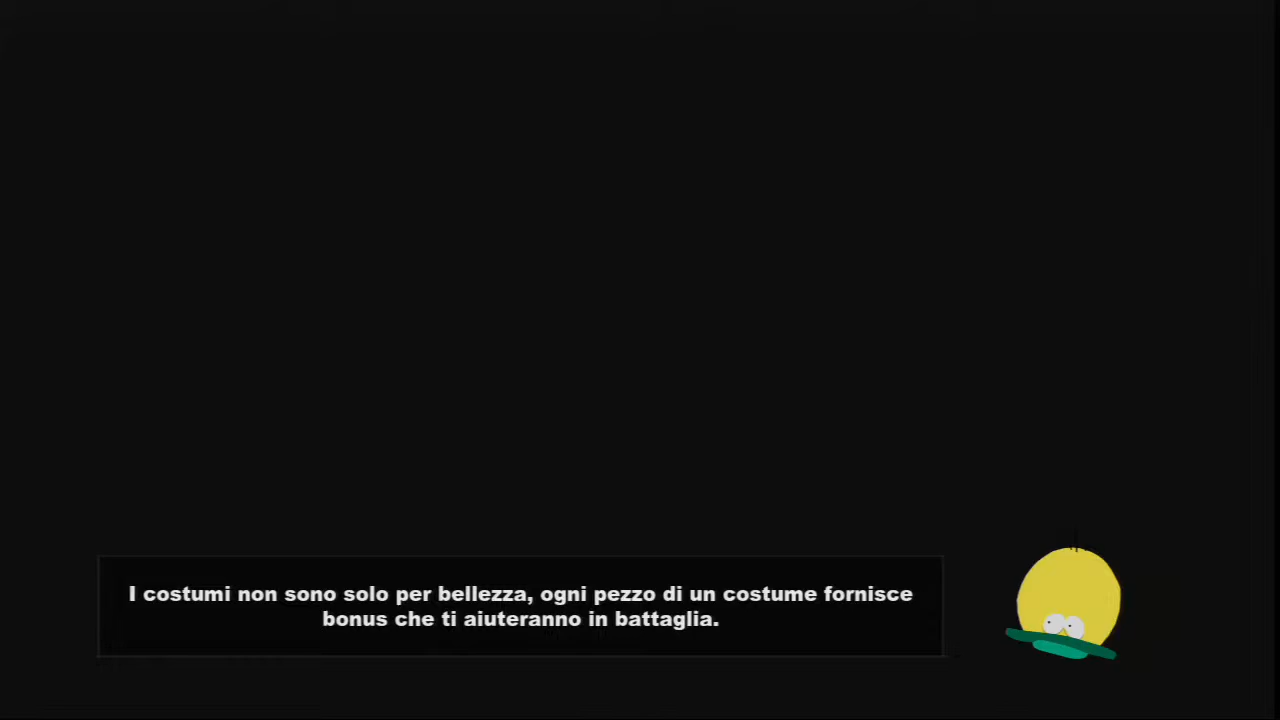 I costumi non sono solo per bellezza, ogni pezzo di un costume fornisce
bonus che ti aiuteranno in battaglia.